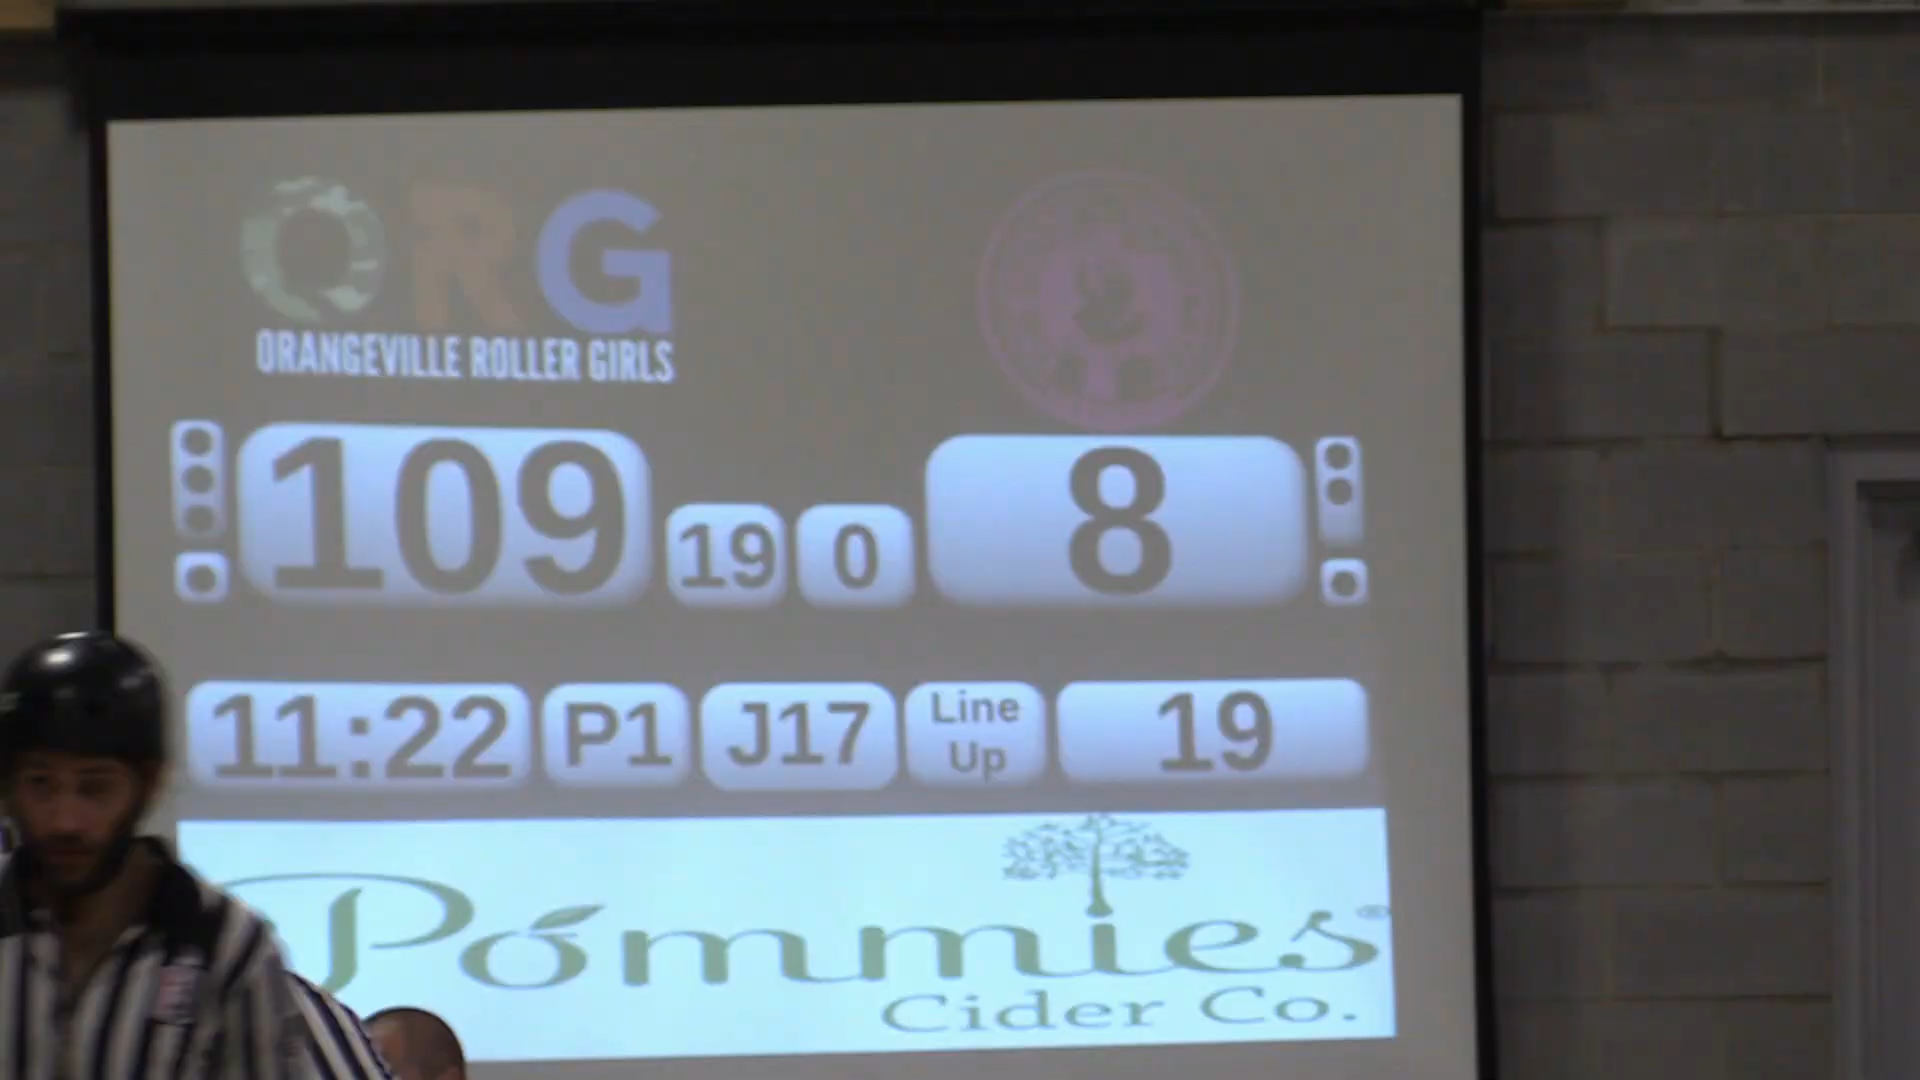 ORG
ORANGEVILLE ROLLER GIRLS
109 19 0 8
11:22 P1 J17 Line Up 19
Pommies®
Cider Co.